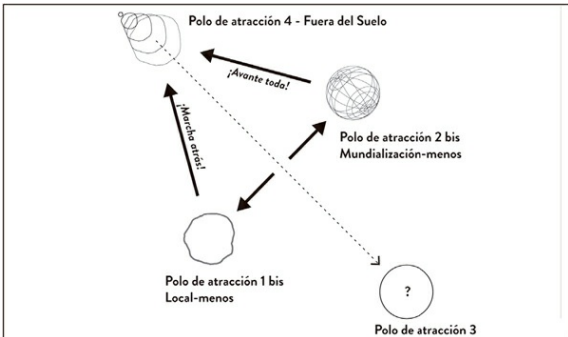 Polo de atracción 4 - Fuera del Suelo
¡Avante toda!
¡Marcha atrás!
Polo de atracción 2 bis
Mundialización-menos
Polo de atracción 1 bis
Local-menos
?
Polo de atracción 3